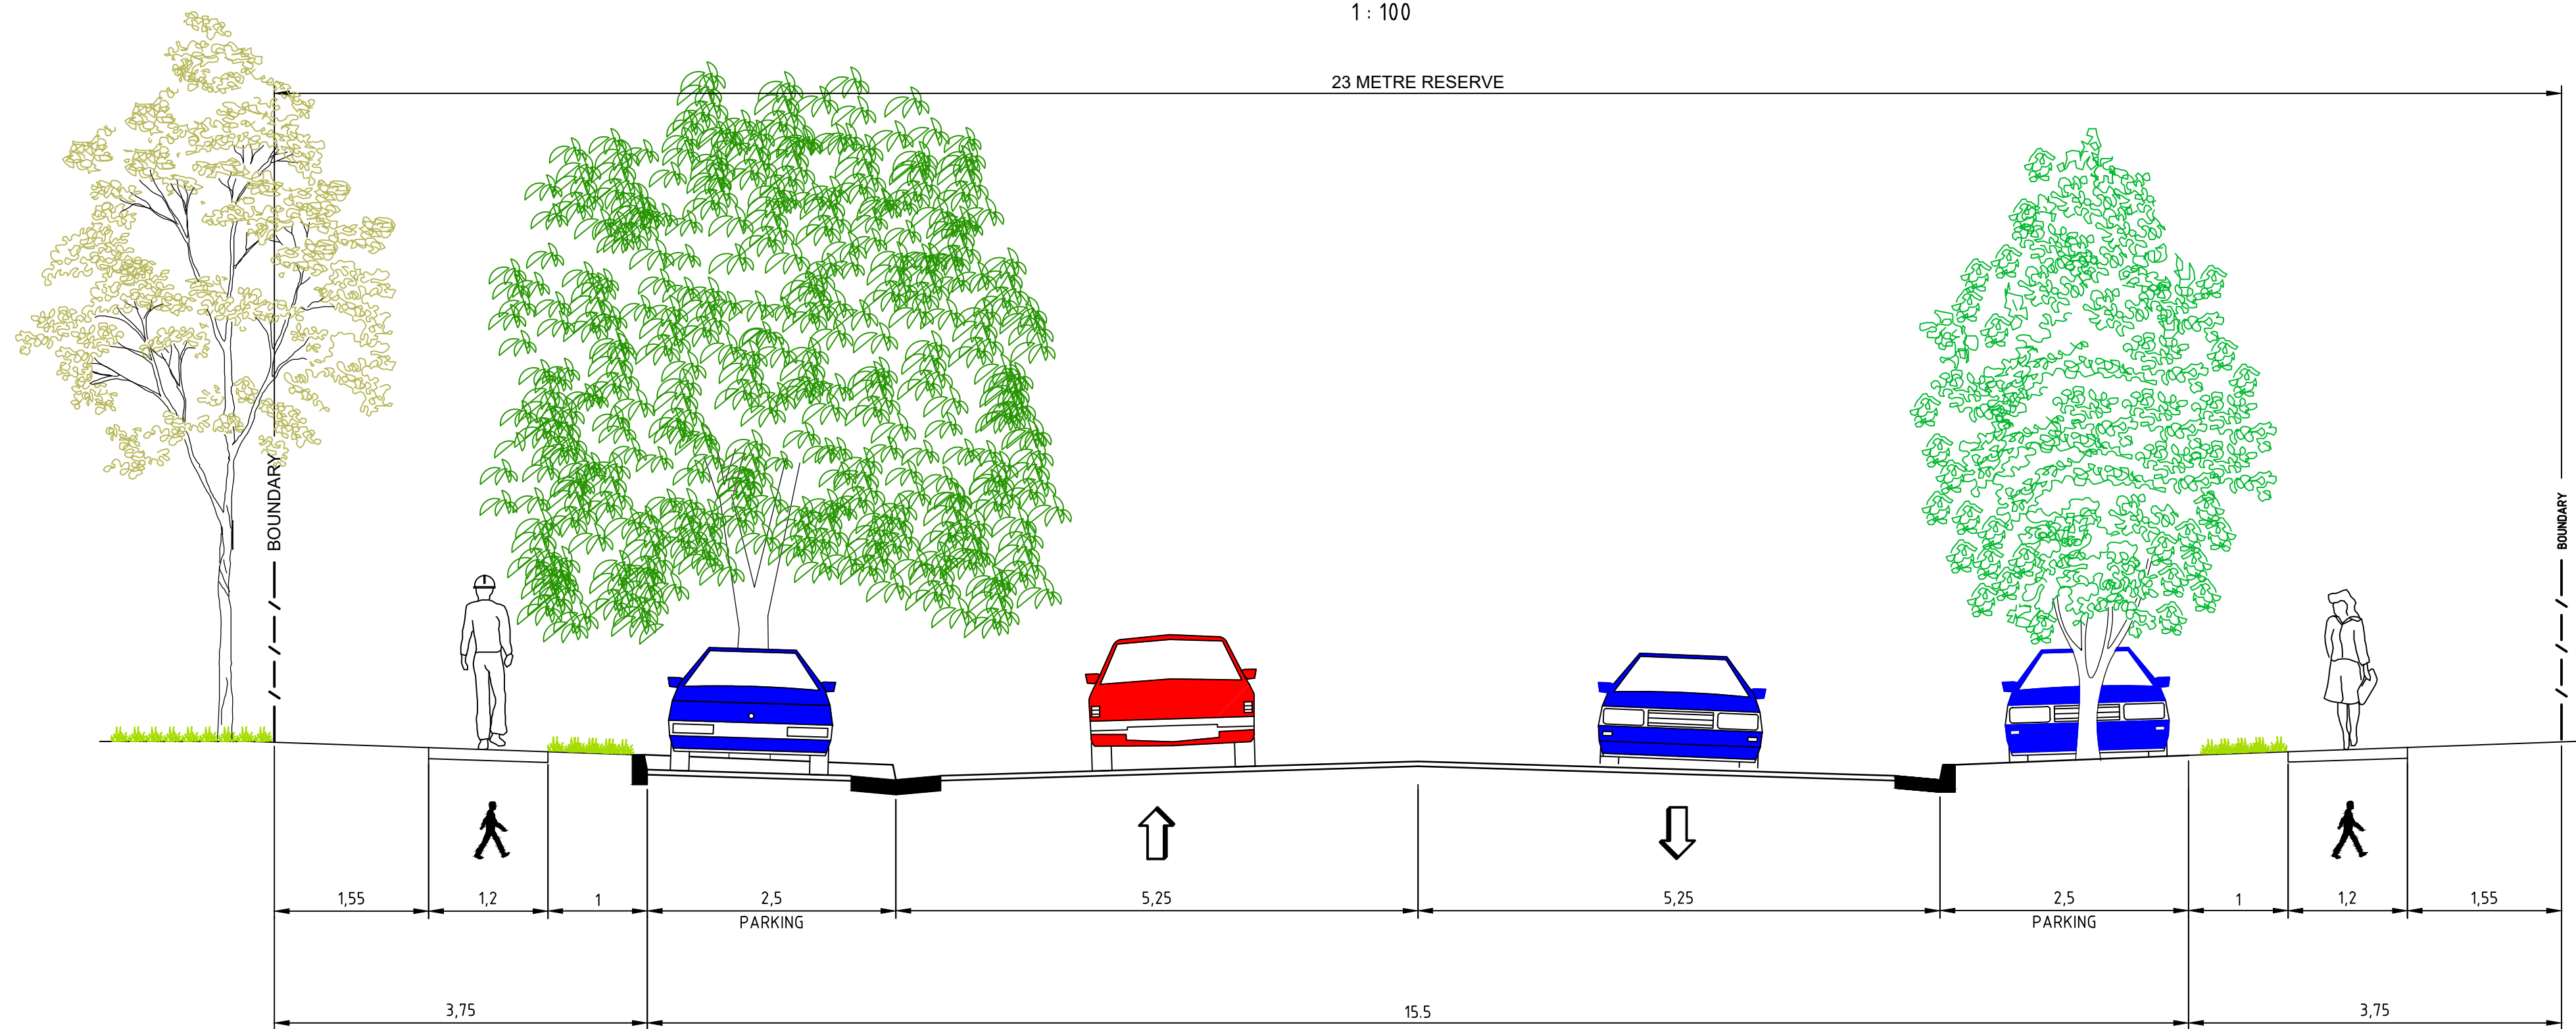 1 : 100
23 METRE RESERVE
BOUNDARY
BOUNDARY
1,55
1,2
1
2,5
5,25
5,25
2,5
1
1,2
1,55
PARKING
PARKING
3,75
15.5
3,75